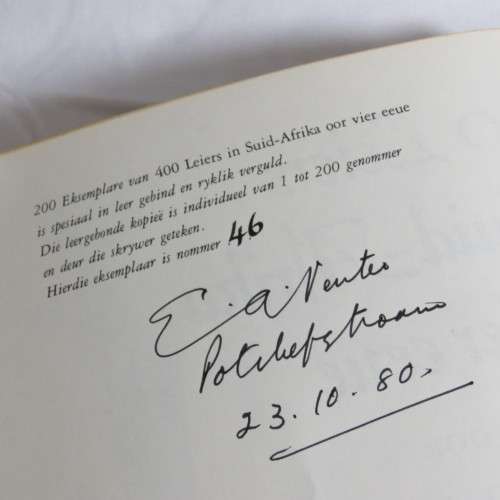 200 Eksemplare van 400 Leiers in Suid-Afrika oor vier eeue
is spesiaal in leer gebind en ryklik verguld.
Die leergebonde kopieë is individueel van 1 tot 200 genommer
en deur die skrywer geteken.
Hierdie eksemplaar is nommer 46
E. A. Venter
Potchefstroom
23.10.80.